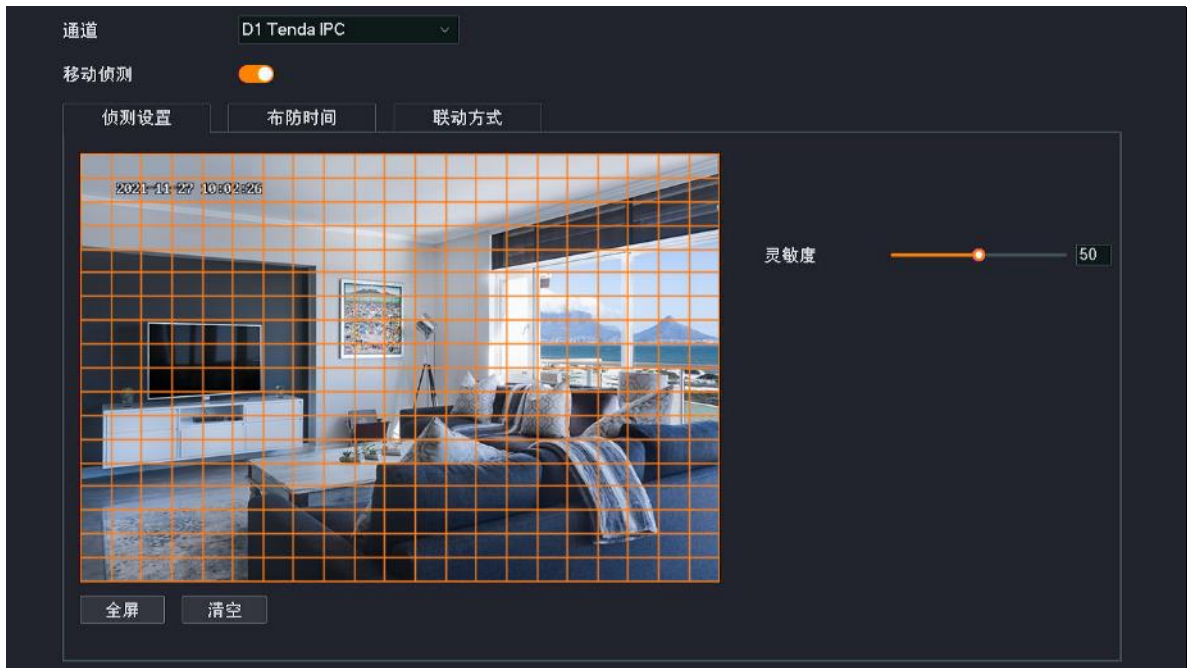 通道 D1 Tenda IPC
移动侦测
侦测设置 布防时间 联动方式
2021-11-27 10:02:26
灵敏度 50
全屏 清空